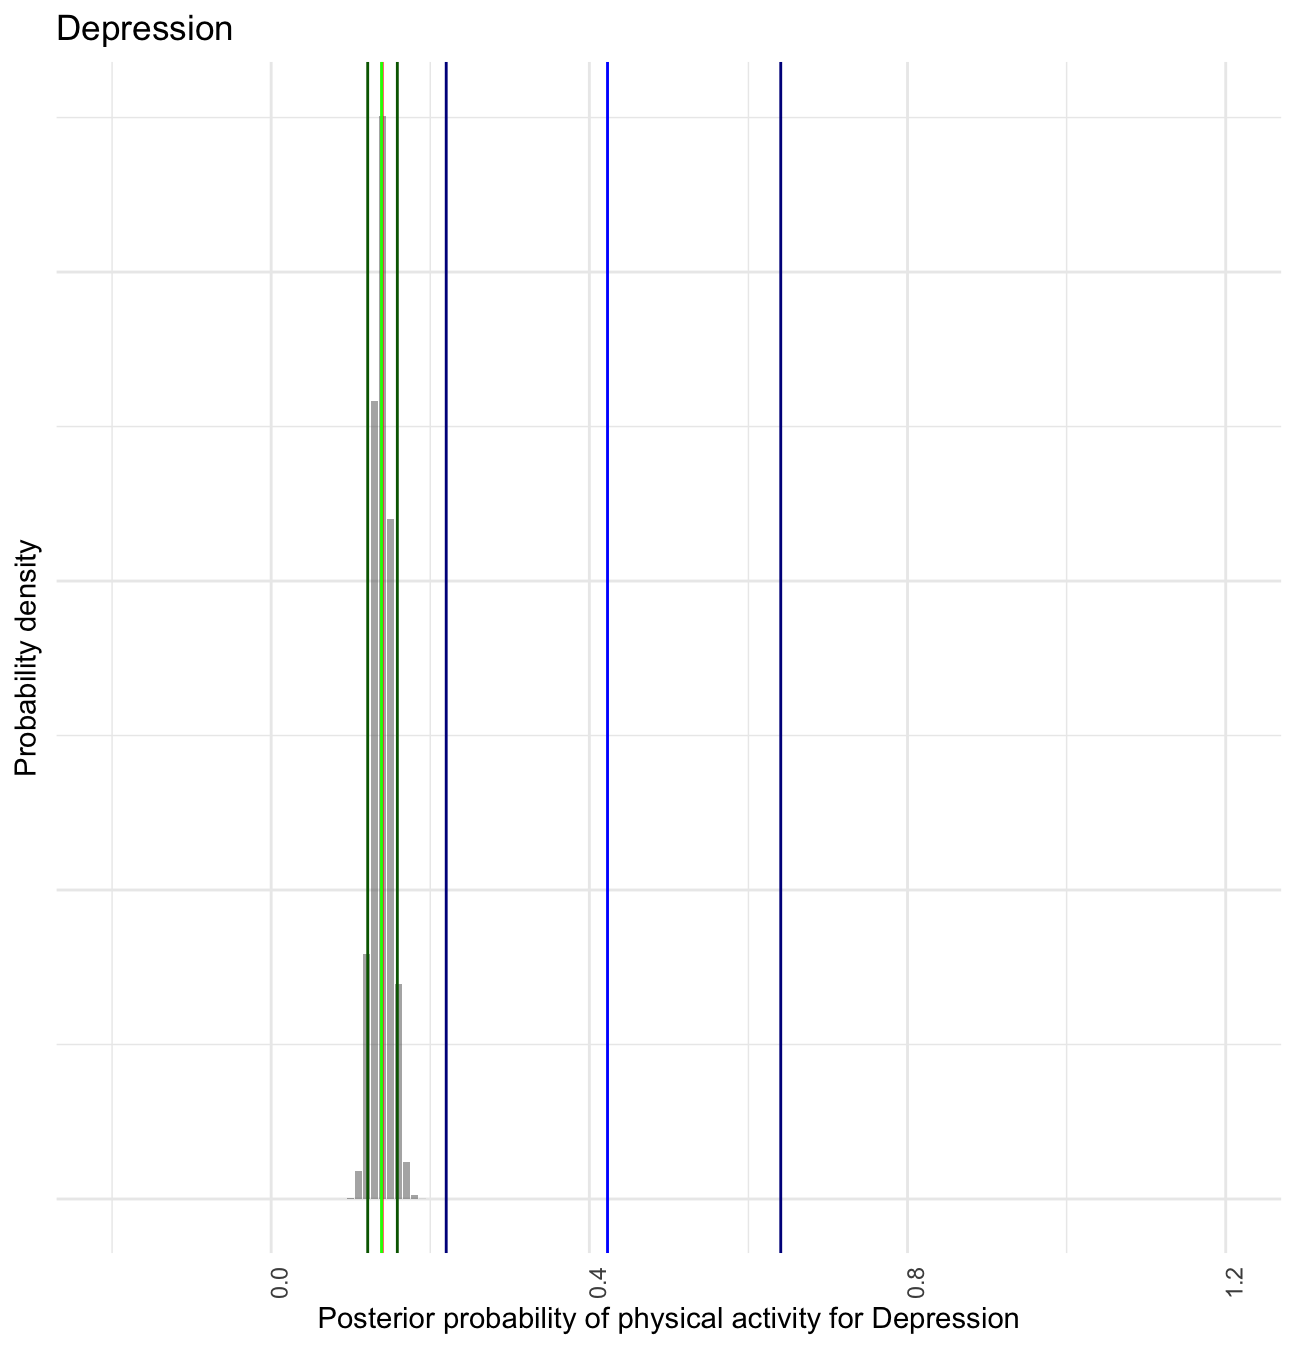 Depression
Probability density
0.0
0.4
0.8
1.2
Posterior probability of physical activity for Depression